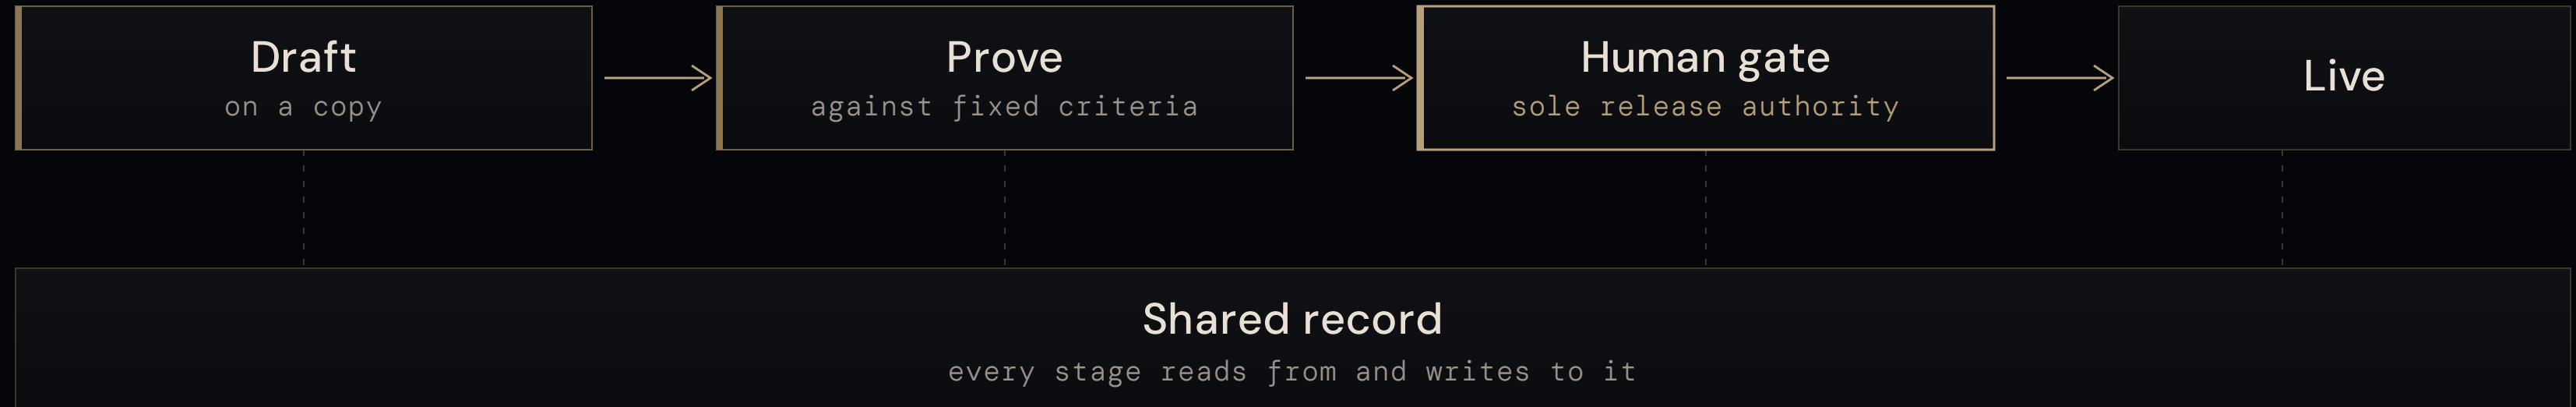 Draft
on a copy
Prove
against fixed criteria
Human gate
sole release authority
Live
Shared record
every stage reads from and writes to it